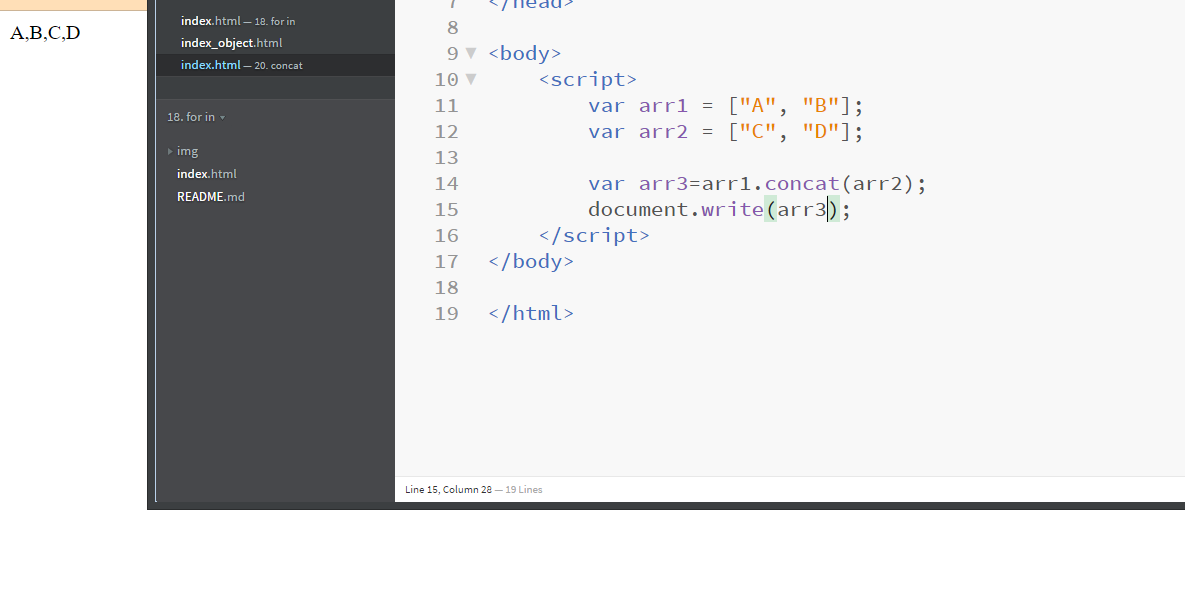 A,B,C,D
index.html — 18. for in
index_object.html
index.html — 20. concat
18. for in
img
index.html
README.md
7 </head>
8
9 <body>
10 <script>
11 var arr1 = ["A", "B"];
12 var arr2 = ["C", "D"];
13
14 var arr3=arr1.concat(arr2);
15 document.write(arr3);
16 </script>
17 </body>
18
19 </html>
Line 15, Column 28 — 19 Lines